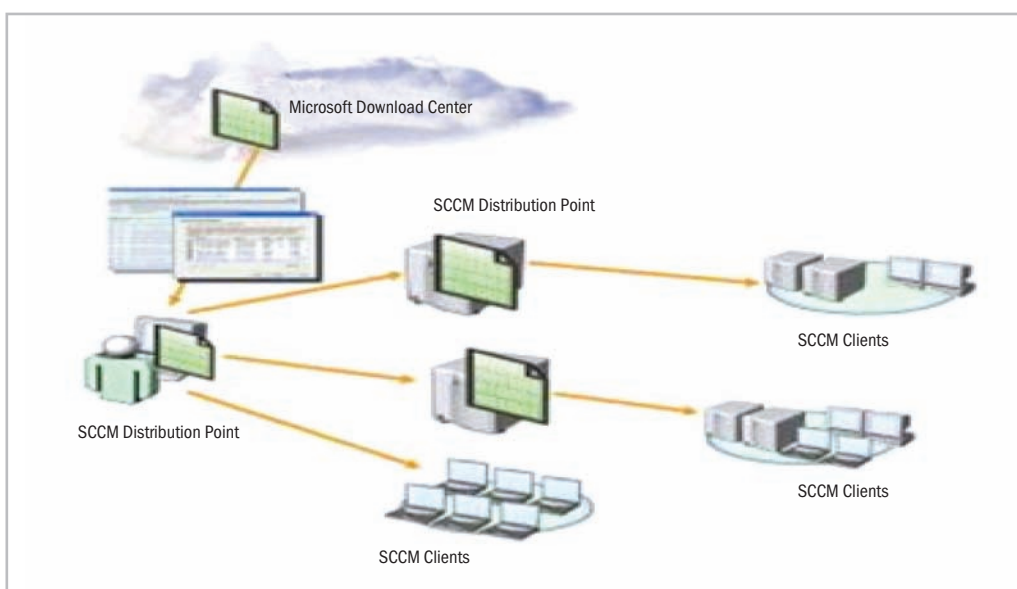 Microsoft Download Center
SCCM Distribution Point
SCCM Clients
SCCM Distribution Point
SCCM Clients
SCCM Clients